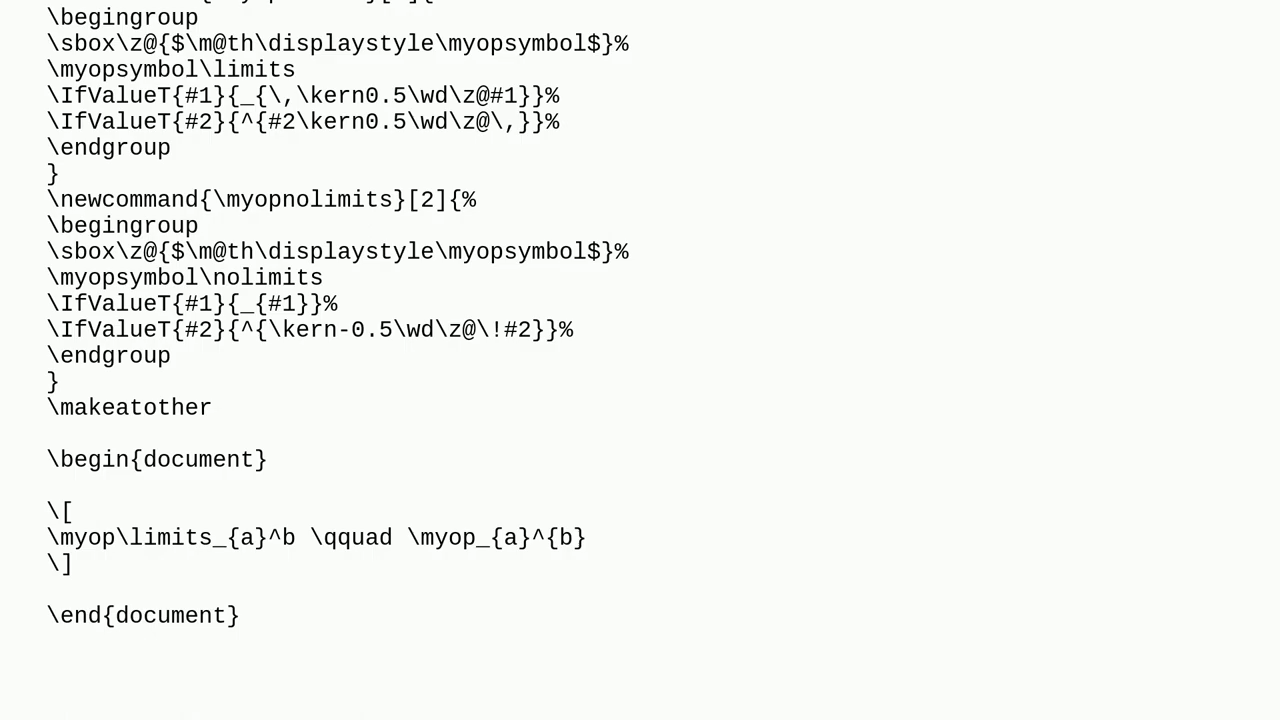 \begingroup
\sbox\z@{$\m@th\displaystyle\myopsymbol$}%
\myopsymbol\limits
\IfValueT{#1}{_{\,\kern0.5\wd\z@#1}}%
\IfValueT{#2}{^{#2\kern0.5\wd\z@\,}}%
\endgroup
}
\newcommand{\myopnolimits}[2]{%
\begingroup
\sbox\z@{$\m@th\displaystyle\myopsymbol$}%
\myopsymbol\nolimits
\IfValueT{#1}{_{#1}}%
\IfValueT{#2}{^{\kern-0.5\wd\z@\!#2}}%
\endgroup
}
\makeatother
\begin{document}
\[
\myop\limits_{a}^b \qquad \myop_{a}^{b}
\]
\end{document}